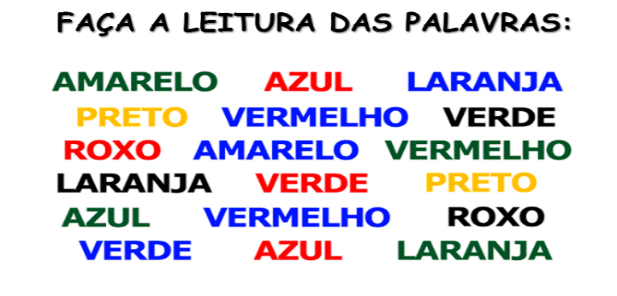 FAÇA A LEITURA DAS PALAVRAS:
AMARELO AZUL LARANJA
PRETO VERMELHO VERDE
ROXO AMARELO VERMELHO
LARANJA VERDE PRETO
AZUL VERMELHO ROXO
VERDE AZUL LARANJA